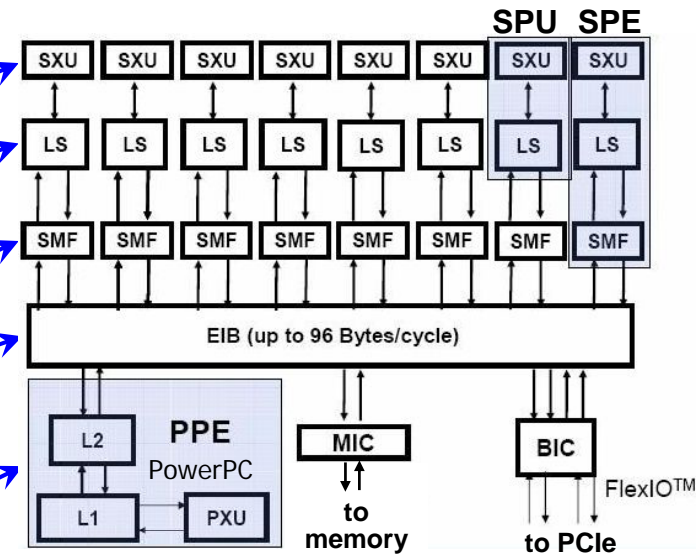 SPU SPE
SXU SXU SXU SXU SXU SXU SXU SXU
LS LS LS LS LS LS LS LS
SMF SMF SMF SMF SMF SMF SMF SMF
EIB (up to 96 Bytes/cycle)
L2 PPE
PowerPC
L1 PXU
MIC
to
memory
BIC
FlexIO™
to PCIe